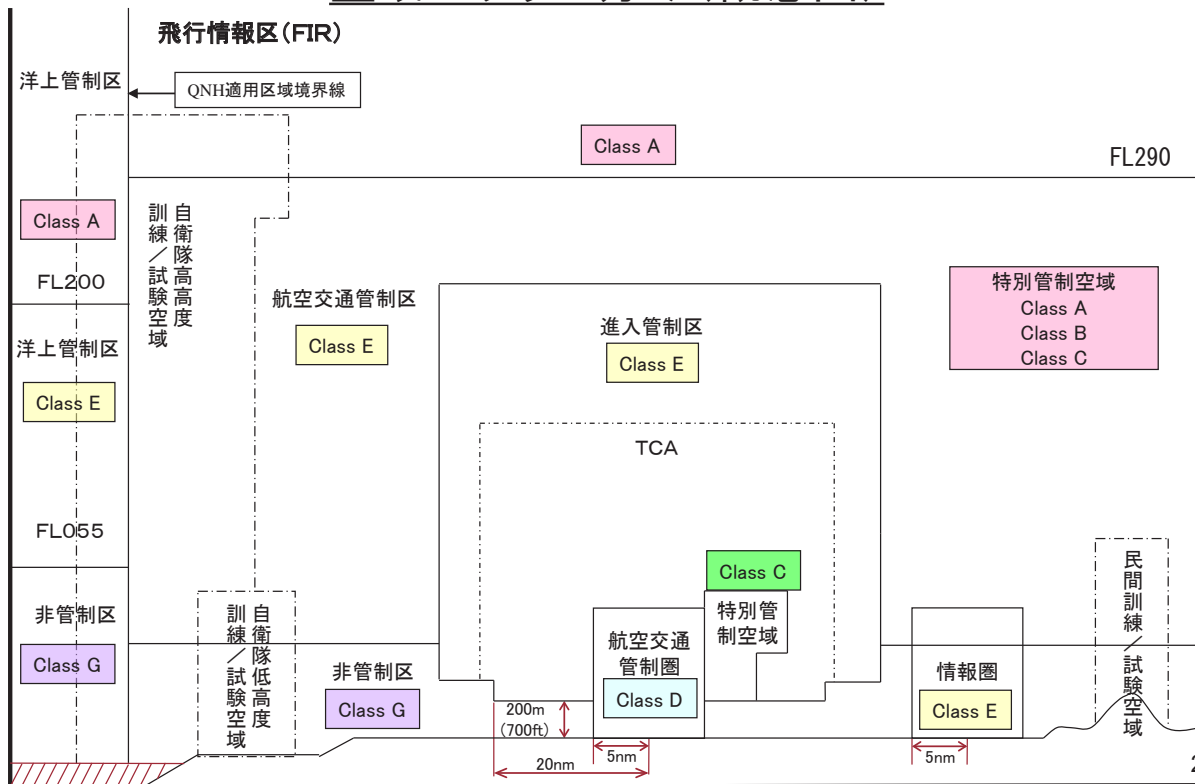 飛行情報区(FIR)
洋上管制区
QNH適用区域境界線
Class A
FL290
Class A
FL200
自衛隊高高度
訓練／試験空域
航空交通管制区
Class E
進入管制区
Class E
特別管制空域
Class A
Class B
Class C
洋上管制区
Class E
TCA
FL055
非管制区
Class G
自衛隊低高度
訓練／試験空域
非管制区
Class G
Class C
特別管
制空域
航空交通
管制圏
Class D
200m
(700ft)
5nm
20nm
情報圏
Class E
5nm
民間訓練／試験空域